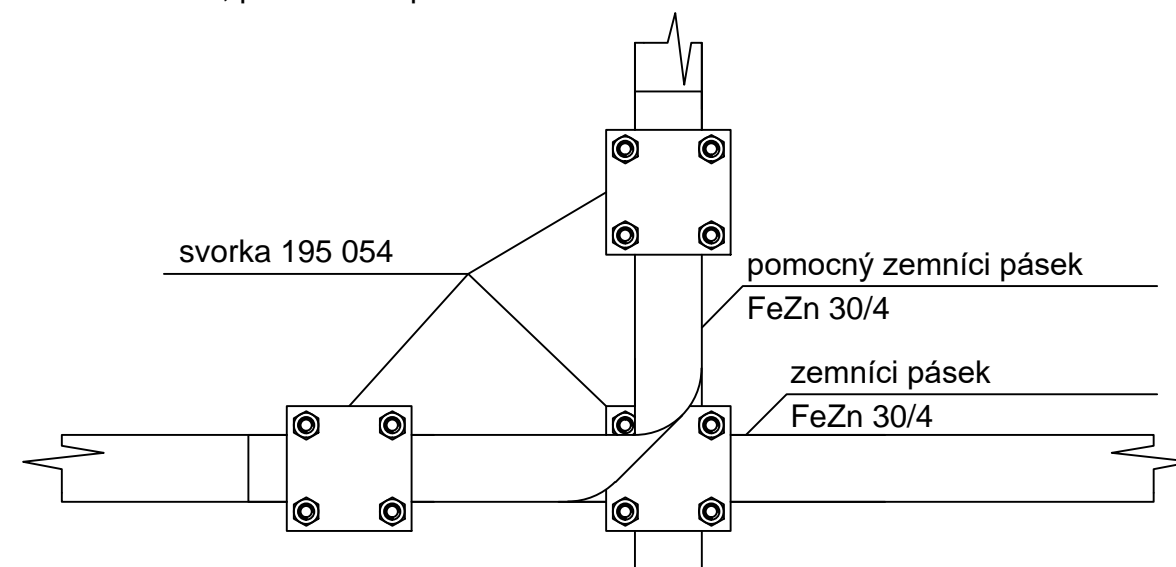 svorka 195 054
pomocný zemníci pásek
FeZn 30/4
zemníci pásek
FeZn 30/4